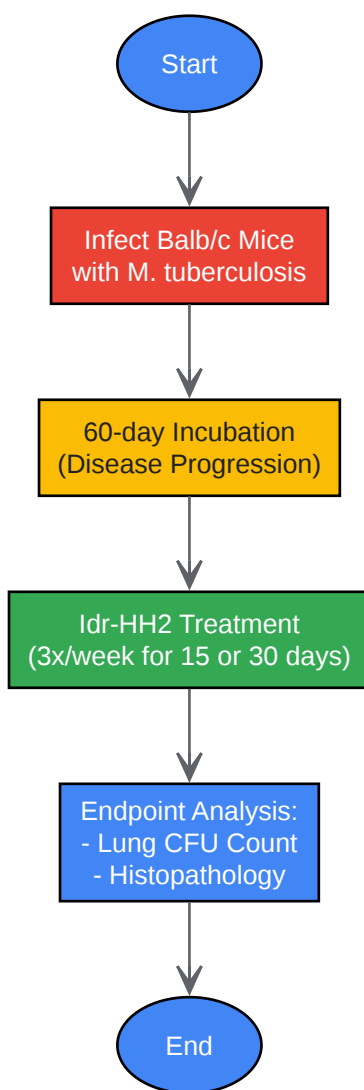 Start
Infect Balb/c Mice
with M. tuberculosis
60-day Incubation
(Disease Progression)
Idr-HH2 Treatment
(3x/week for 15 or 30 days)
Endpoint Analysis:
- Lung CFU Count
- Histopathology
End